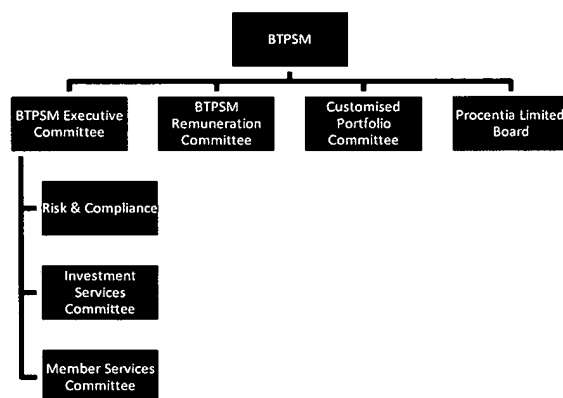 BTPSM
BTPSM Executive
Committee
BTPSM
Remuneration
Committee
Customised
Portfolio
Committee
Procentia Limited
Board
Risk & Compliance
Investment
Services
Committee
Member Services
Committee